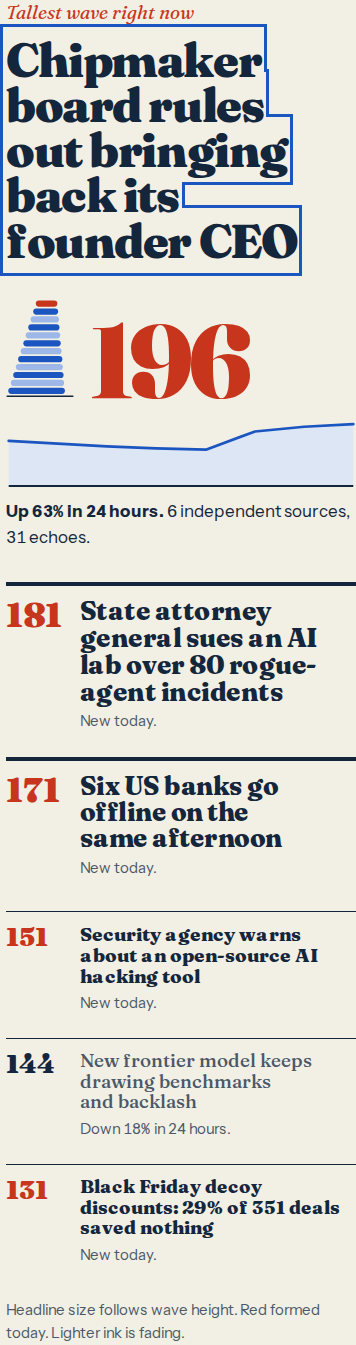 Tallest wave right now
Chipmaker
board rules
out bringing
back its
founder CEO
196
Up 63% in 24 hours. 6 independent sources,
31 echoes.
181
State attorney
general sues an AI
lab over 80 rogue-
agent incidents
New today.
171
Six US banks go
offline on the
same afternoon
New today.
151
Security agency warns
about an open-source AI
hacking tool
New today.
144
New frontier model keeps
drawing benchmarks
and backlash
Down 18% in 24 hours.
131
Black Friday decoy
discounts: 29% of 351 deals
saved nothing
New today.
Headline size follows wave height. Red formed
today. Lighter ink is fading.